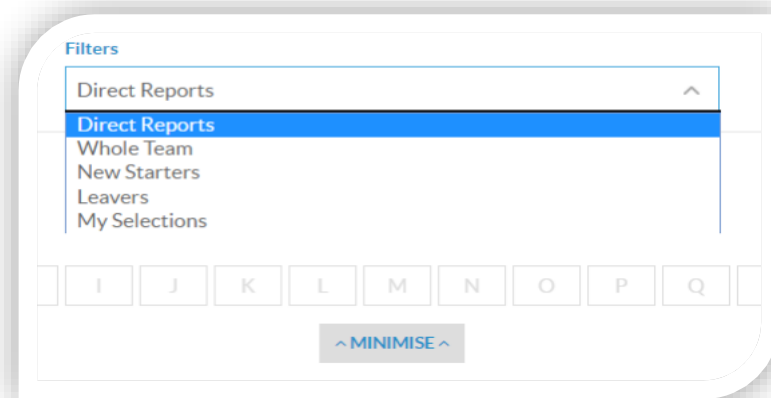 Filters
Direct Reports
Direct Reports
Whole Team
New Starters
Leavers
My Selections
I J K L M N O P Q
^ MINIMISE ^